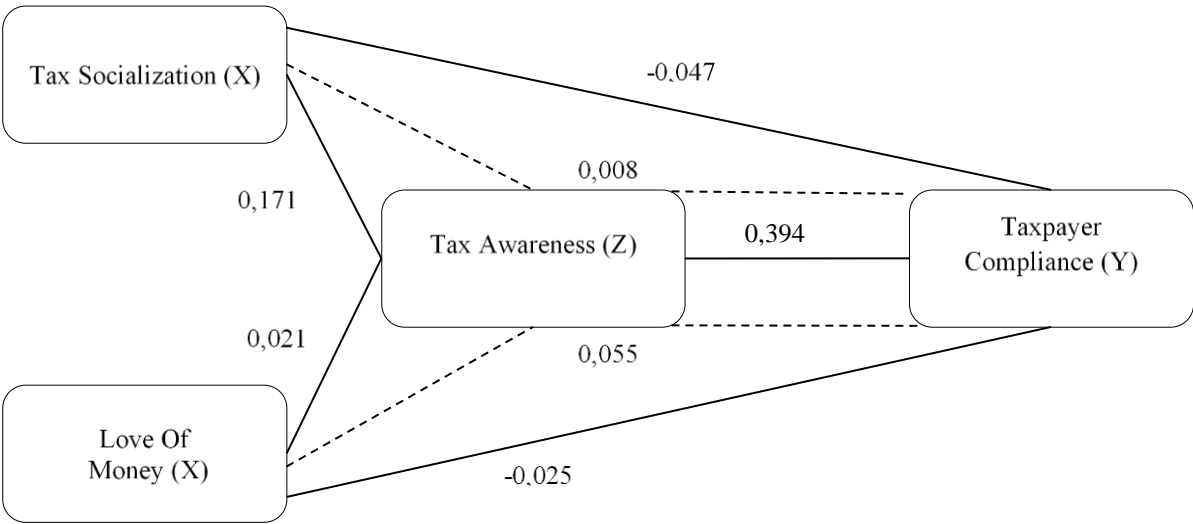 Tax Socialization (X)
-0,047
0,008
0,171
Tax Awareness (Z)
0,394
Taxpayer
Compliance (Y)
0,021
0,055
Love Of
Money (X)
-0,025